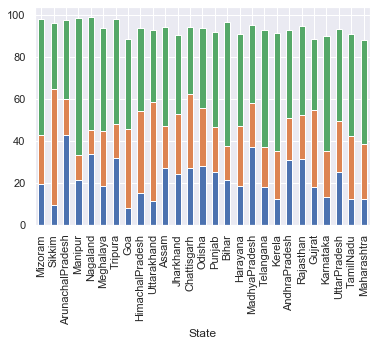 100
80
60
40
20
0
Mizoram
Sikkim
ArunachalPradesh
Manipur
Nagaland
Meghalaya
Tripura
Goa
HimachalPradesh
Uttarakhand
Assam
Jharkhand
Chattisgarh
Odisha
Punjab
Bihar
Harayana
MadhyaPradesh
Telangana
Kerela
AndhraPradesh
Rajasthan
Gujrat
Karnataka
UttarPradesh
TamilNadu
Maharashtra
State